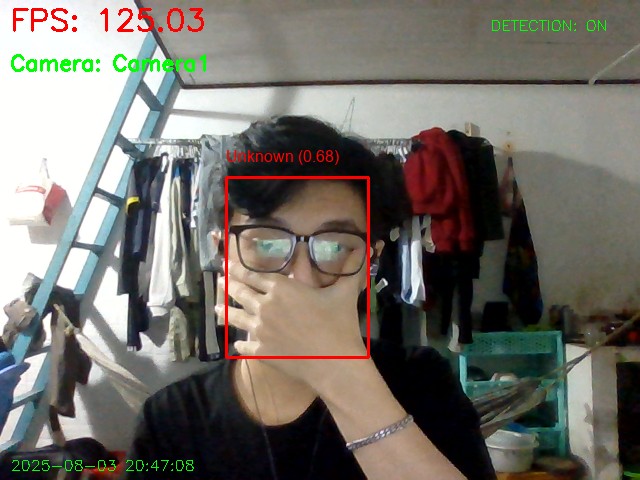 FPS: 125.03
DETECTION: ON
Camera: Camera1
Unknown (0.68)
2025-08-03 20:47:08